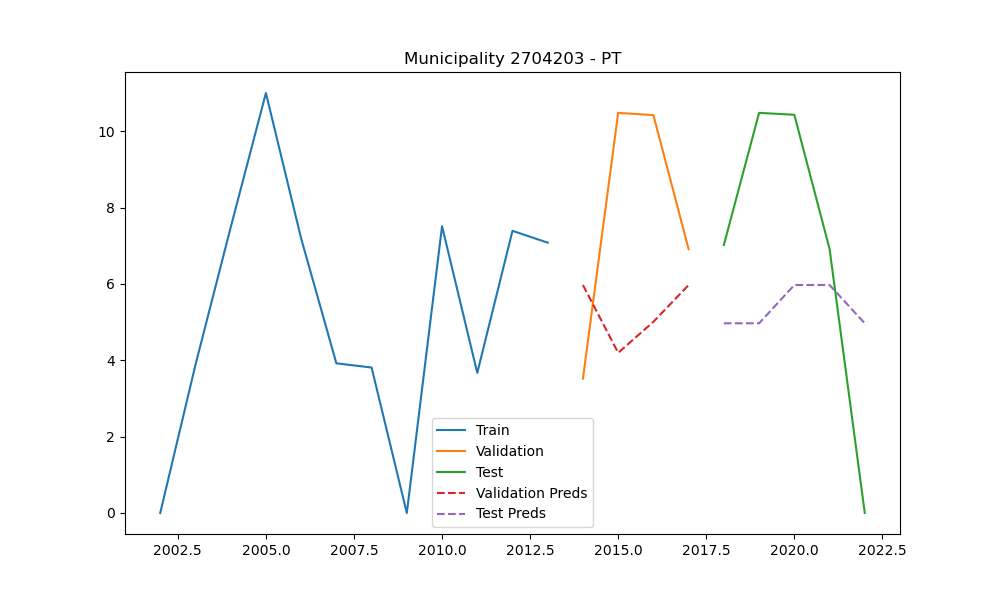 Municipality 2704203 - PT
10
8
6
4
2
0
Train
Validation
Test
Validation Preds
Test Preds
2002.5 2005.0 2007.5 2010.0 2012.5 2015.0 2017.5 2020.0 2022.5